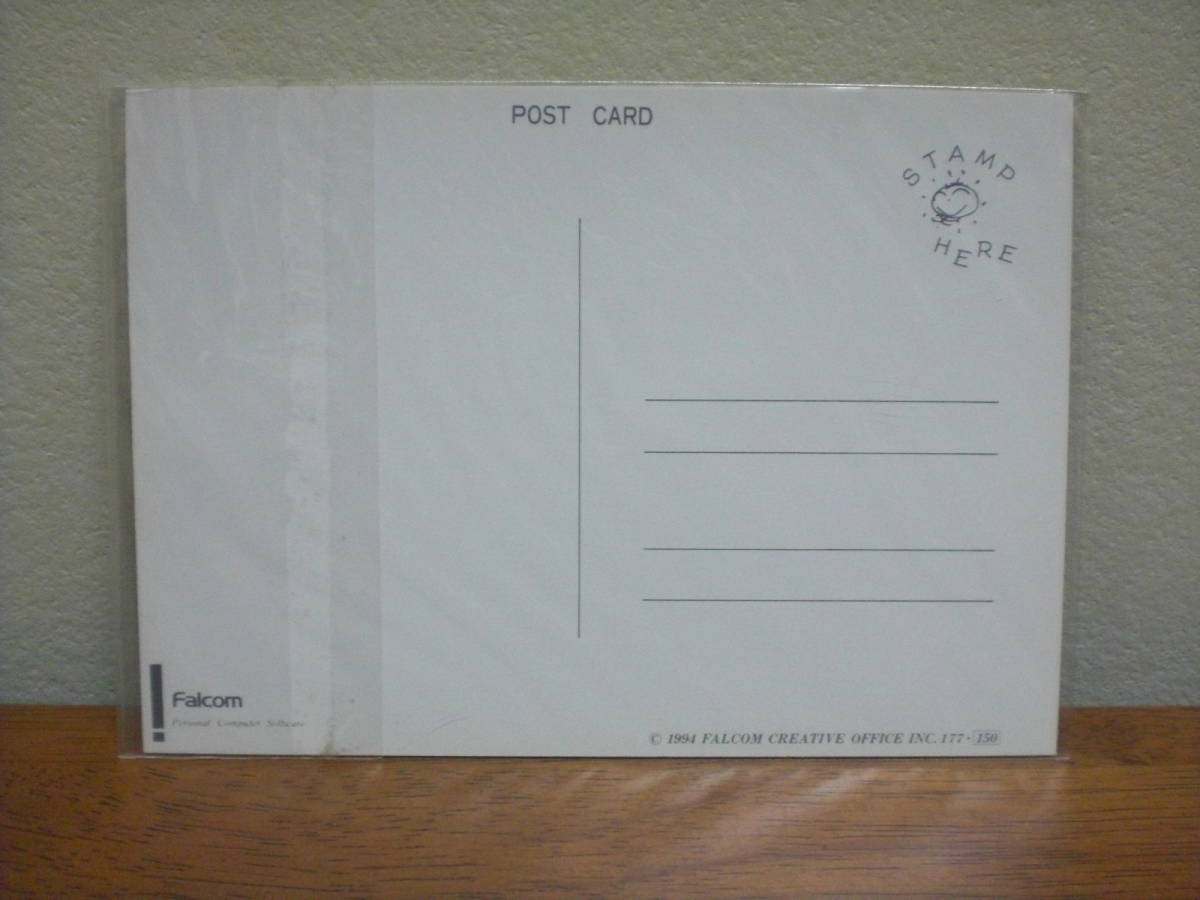 POST CARD
STAMP
HERE
Falcom
Personal Computer Software
© 1994 FALCOM CREATIVE OFFICE INC. 177・150